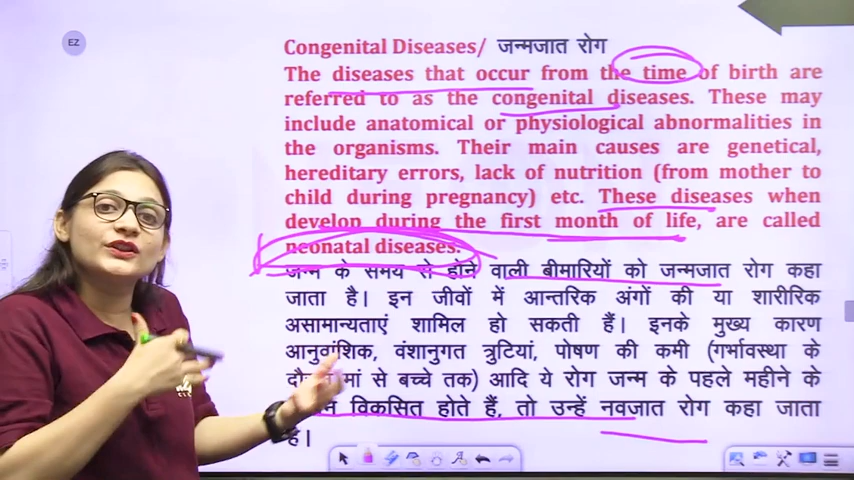 EZ
Congenital Diseases/ जन्मजात रोग
The diseases that occur from the time of birth are
referred to as the congenital diseases. These may
include anatomical or physiological abnormalities in
the organisms. Their main causes are genetical,
hereditary errors, lack of nutrition (from mother to
child during pregnancy) etc. These diseases when
develop during the first month of life, are called
neonatal diseases.
जन्म के समय से होने वाली बीमारियों को जन्मजात रोग कहा
जाता है। इन जीवों में आन्तरिक अंगों की या शारीरिक
असामान्यताएं शामिल हो सकती हैं। इनके मुख्य कारण
आनुवांशिक, वंशानुगत त्रुटियां, पोषण की कमी (गर्भावस्था के
मां से बच्चे तक) आदि ये रोग जन्म के पहले महीने के
विकसित होते हैं, तो उन्हें नवजात रोग कहा जाता
है।